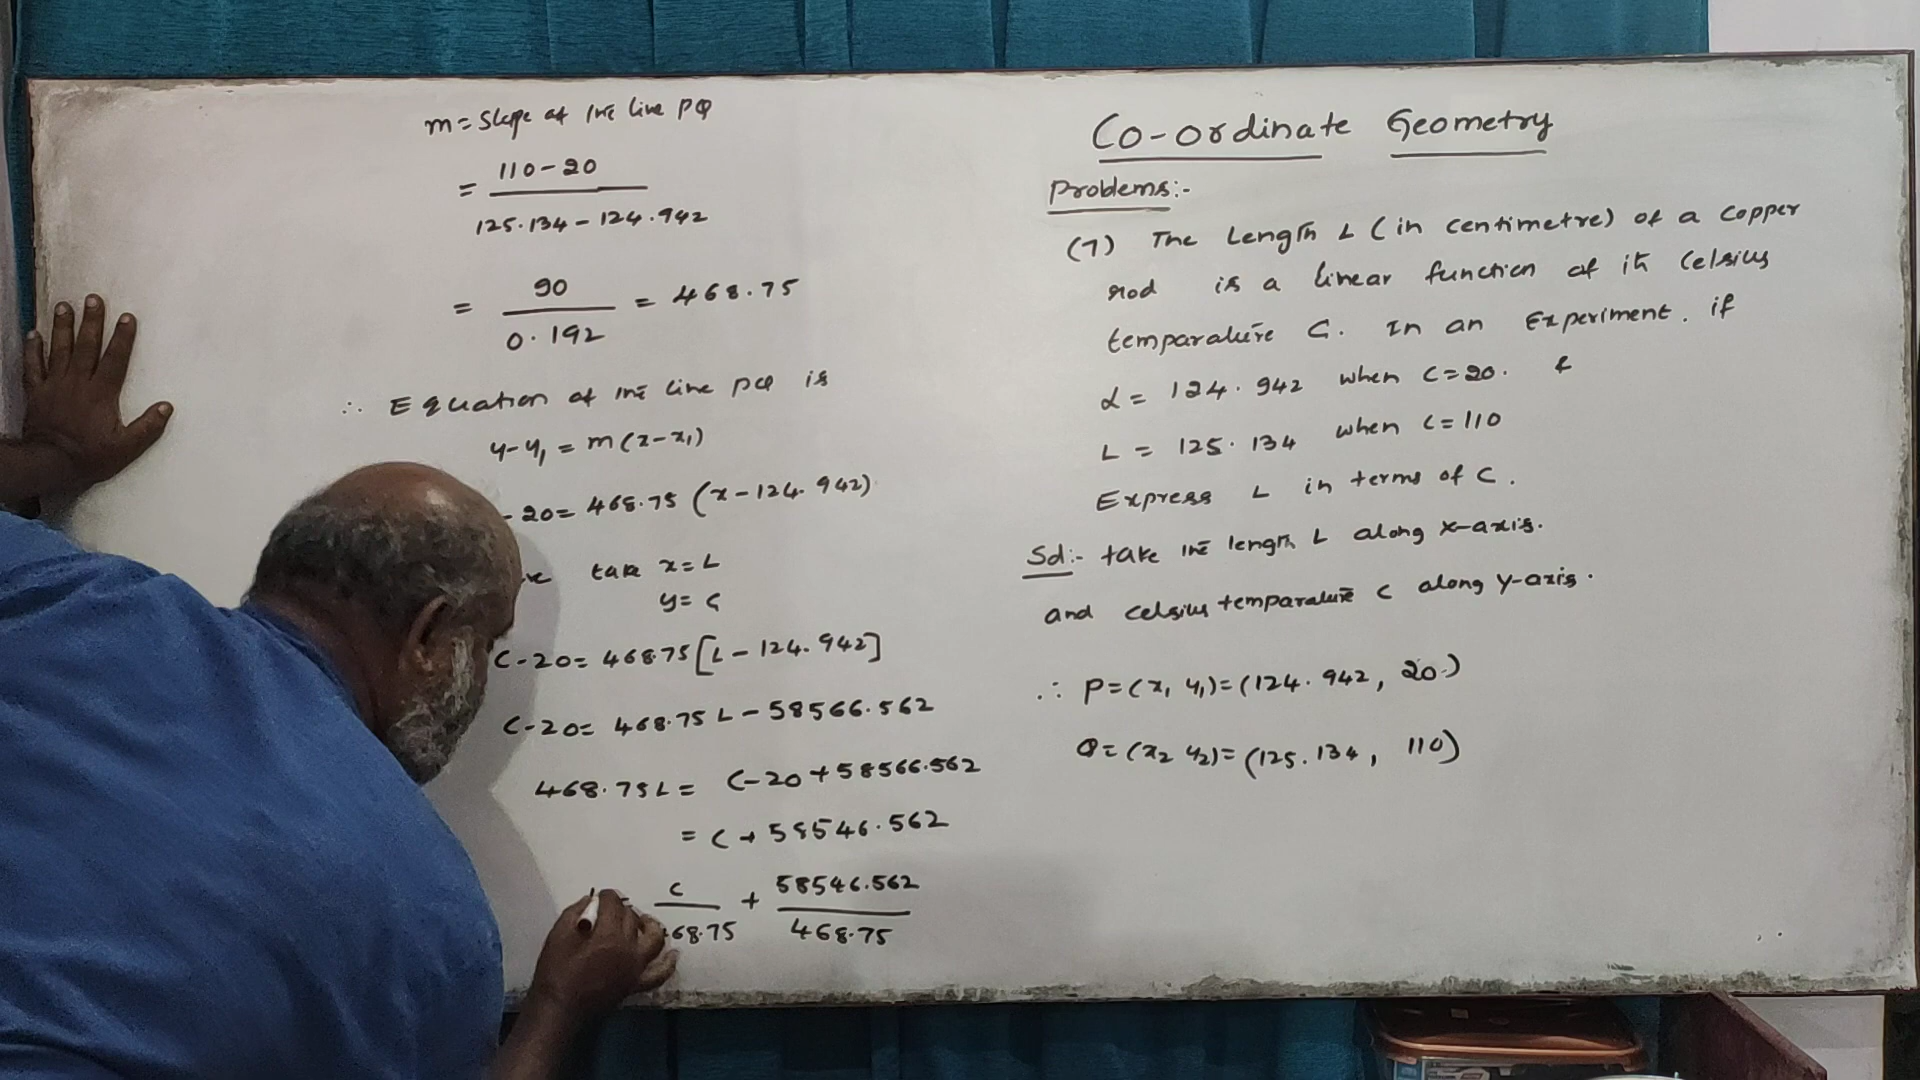 Co-ordinate Geometry
Problems:-
(7) The Length L (in centimetre) of a copper
rod is a linear function of its Celsius
temparature C. In an Experiment. if
L = 124.942 when C=20. &
L = 125.134 when C=110
Express L in terms of C.
Sol:- take the length L along x-axis.
and celsius temparature C along y-axis.
∴ P=(x₁ y₁)=(124.942, 20)
Q=(x₂ y₂)=(125.134, 110)
m=Slope of the line PQ
= 110-20
125.134-124.942
= 90 = 468.75
0.192
∴ Equation of the line PQ is
y-y₁ = m(x-x₁)
-20= 468.75 (x-124.942)
take x=L
y=C
C-20= 468.75[L-124.942]
C-20= 468.75 L-58566.562
468.75L= C-20+58566.562
= C+58546.562
= C + 58546.562
68.75 468.75